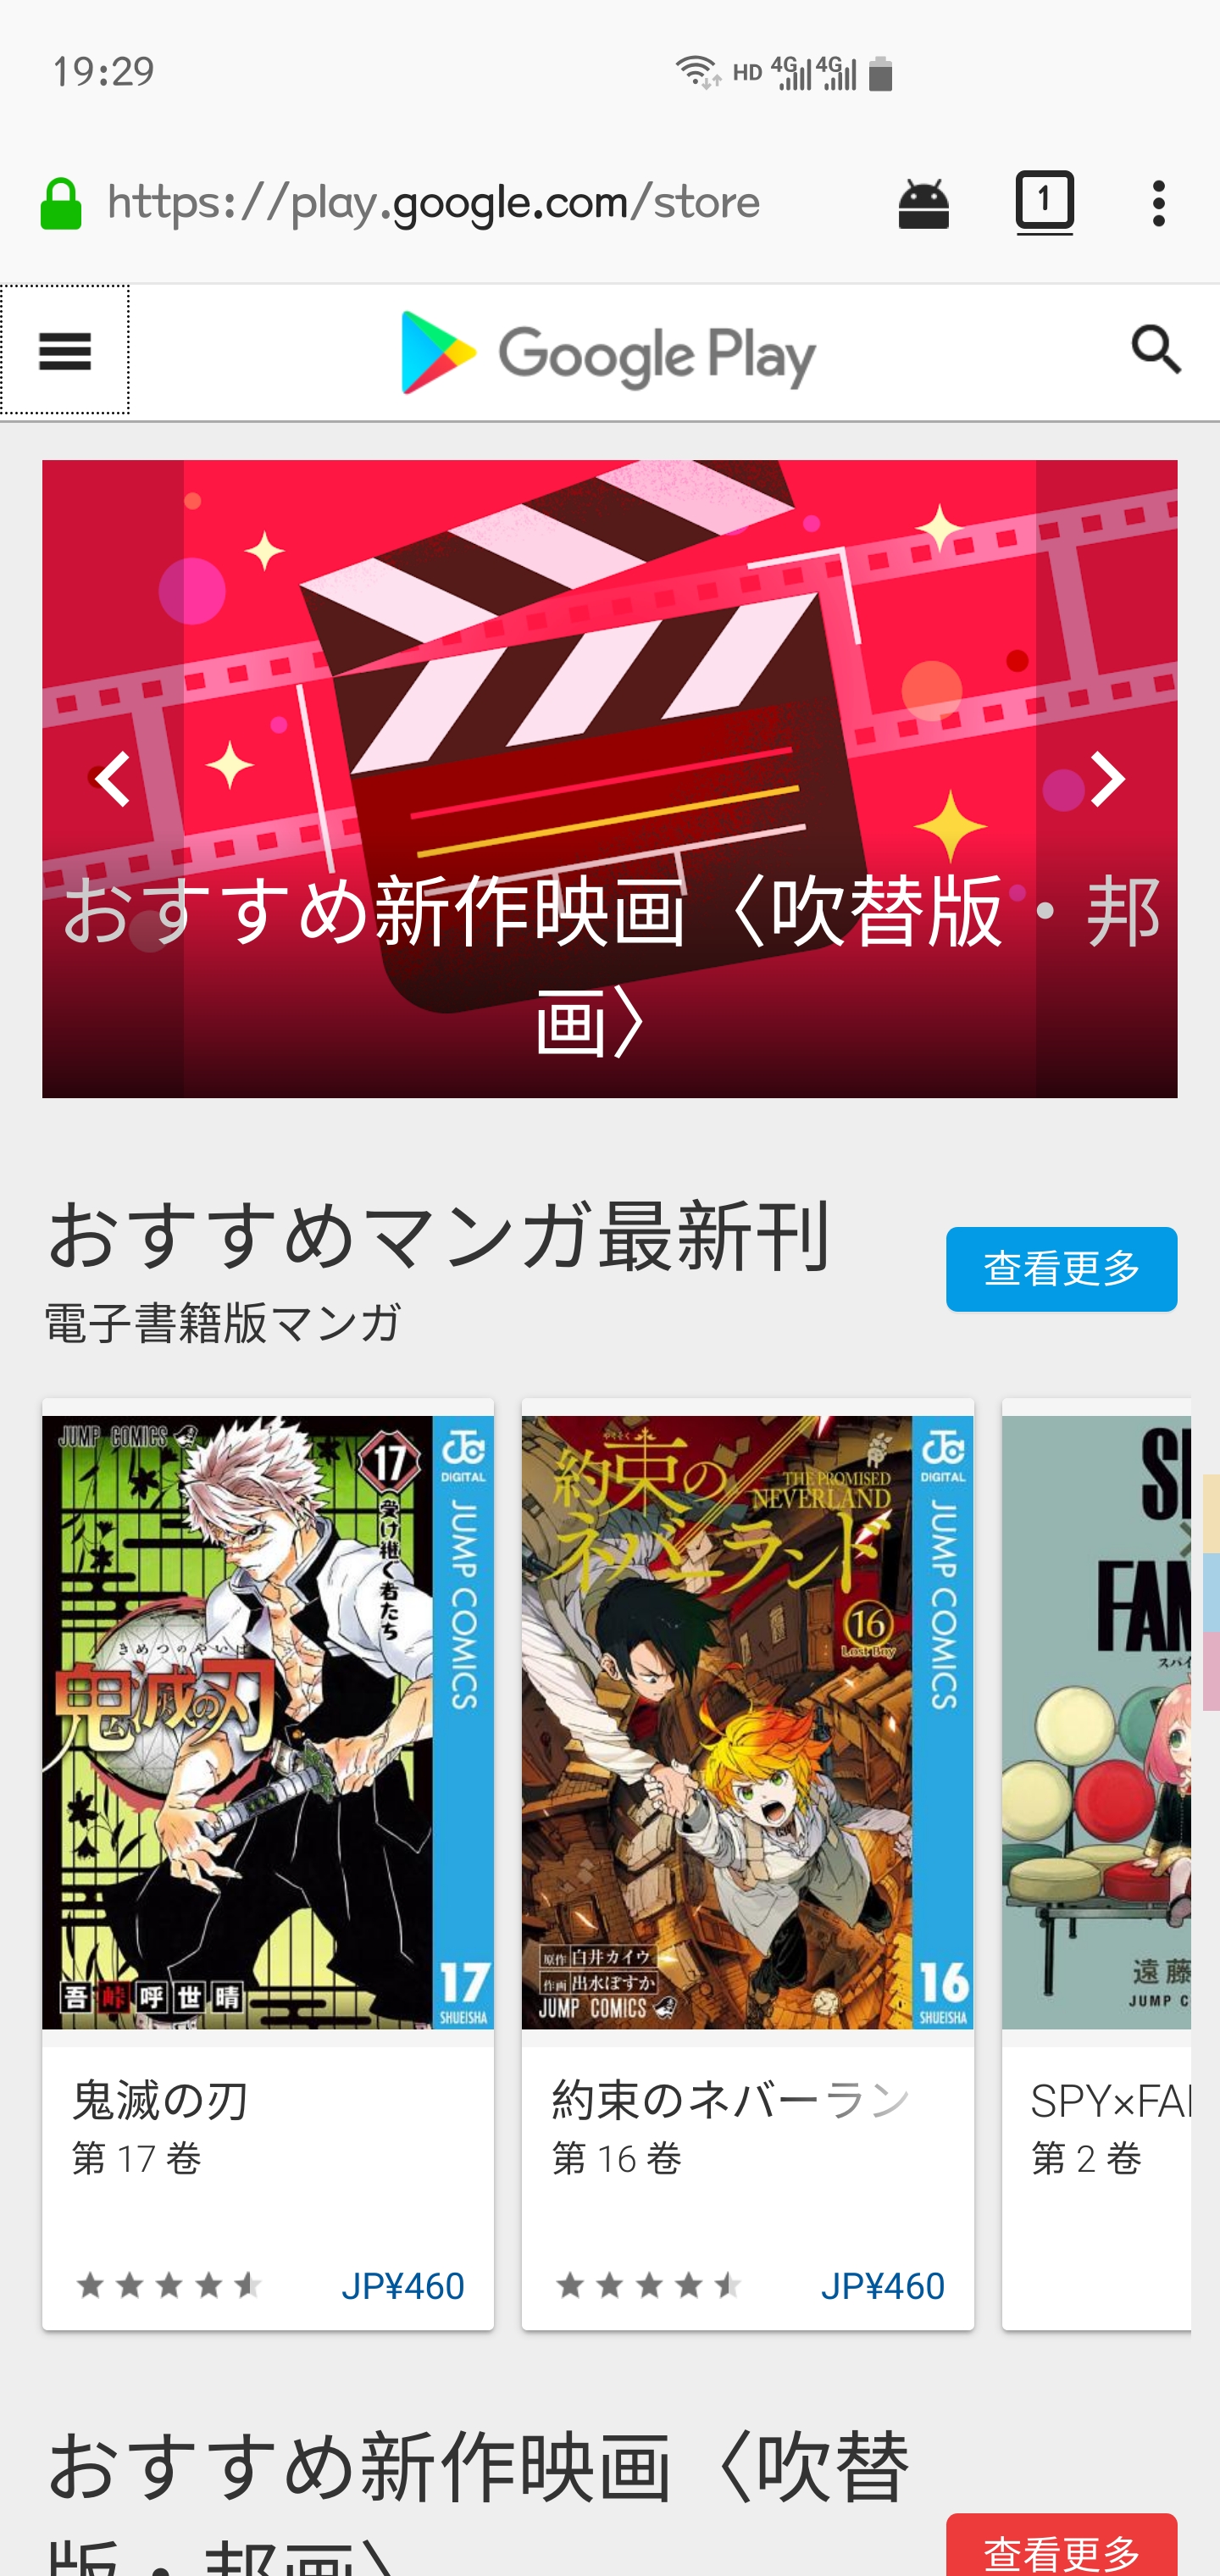 19:29
HD 4G 4G
https://play.google.com/store
1
Google Play
おすすめ新作映画〈吹替版・邦
画〉
おすすめマンガ最新刊
電子書籍版マンガ
查看更多
JUMP COMICS
17
受け継ぐ者たち
きめつのやいば
鬼滅の刃
吾峠呼世晴
DIGITAL
JUMP COMICS
17
SHUEISHA
約束の
ネバーランド
THE PROMISED
NEVERLAND
16
Lost Boy
原作 白井カイウ
作画 出水ぽすか
JUMP COMICS
DIGITAL
JUMP COMICS
16
SHUEISHA
SP
FAM
スパイ
遠藤
JUMP C
鬼滅の刃
第 17 卷
JP¥460
約束のネバーラン
第 16 卷
JP¥460
SPY×FA
第 2 卷
おすすめ新作映画〈吹替
版・邦画〉
查看更多